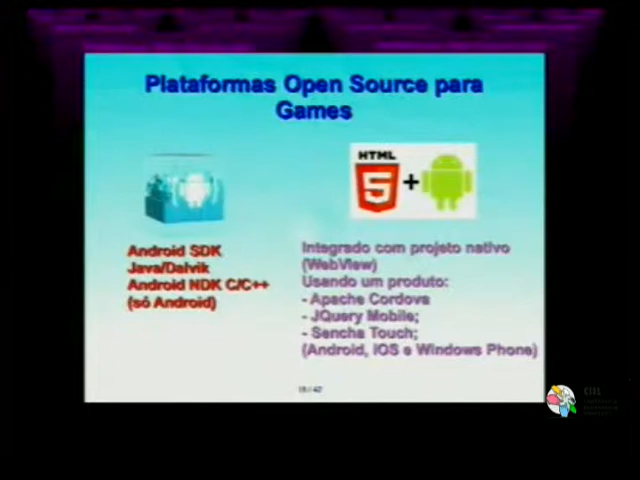 Plataformas Open Source para
Games
HTML
5
+
Android SDK
Java/Dalvik
Android NDK C/C++
(só Android)
Integrado com projeto nativo
(WebView)
Usando um produto:
- Apache Cordova
- JQuery Mobile;
- Sencha Touch;
(Android, iOS e Windows Phone)